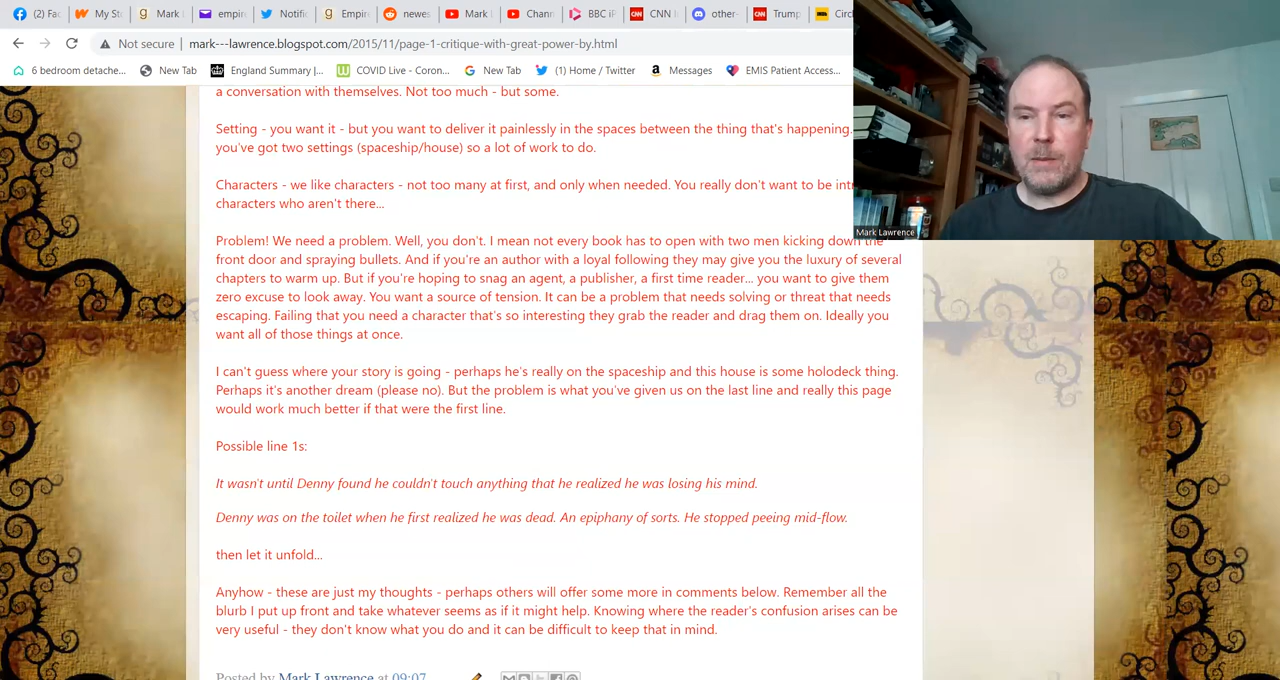 (2) Fac
My St
Mark
empire
Notific
Empire
newes
Mark L
Chann
BBC iP
CNN I
other-
Trump
Circl
Not secure | mark---lawrence.blogspot.com/2015/11/page-1-critique-with-great-power-by.html
6 bedroom detache...
New Tab
England Summary |...
COVID Live - Coron...
New Tab
(1) Home / Twitter
Messages
EMIS Patient Access...
a conversation with themselves. Not too much - but some.
Setting - you want it - but you want to deliver it painlessly in the spaces between the thing that's happening.
you've got two settings (spaceship/house) so a lot of work to do.
Characters - we like characters - not too many at first, and only when needed. You really don't want to be intr
characters who aren't there...
Mark Lawrence
Problem! We need a problem. Well, you don't. I mean not every book has to open with two men kicking down the
front door and spraying bullets. And if you're an author with a loyal following they may give you the luxury of several
chapters to warm up. But if you're hoping to snag an agent, a publisher, a first time reader... you want to give them
zero excuse to look away. You want a source of tension. It can be a problem that needs solving or threat that needs
escaping. Failing that you need a character that's so interesting they grab the reader and drag them on. Ideally you
want all of those things at once.
I can't guess where your story is going - perhaps he's really on the spaceship and this house is some holodeck thing.
Perhaps it's another dream (please no). But the problem is what you've given us on the last line and really this page
would work much better if that were the first line.
Possible line 1s:
It wasn't until Denny found he couldn't touch anything that he realized he was losing his mind.
Denny was on the toilet when he first realized he was dead. An epiphany of sorts. He stopped peeing mid-flow.
then let it unfold...
Anyhow - these are just my thoughts - perhaps others will offer some more in comments below. Remember all the
blurb I put up front and take whatever seems as if it might help. Knowing where the reader's confusion arises can be
very useful - they don't know what you do and it can be difficult to keep that in mind.
Posted by Mark Lawrence at 09:07